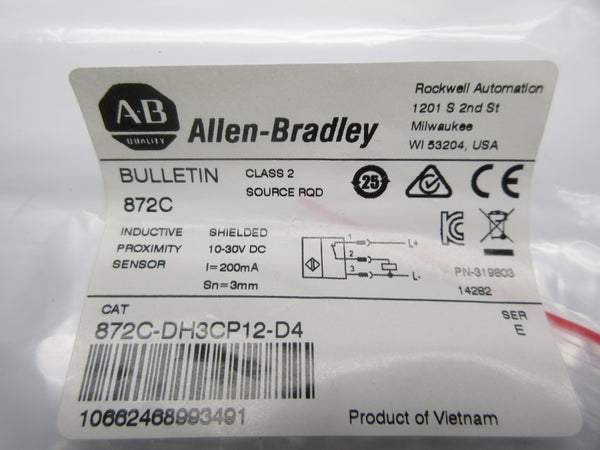 A-B
QUALITY
Allen-Bradley
Rockwell Automation
1201 S 2nd St
Milwaukee
WI 53204, USA
BULLETIN
872C
CLASS 2
SOURCE RQD
25
CE
INDUCTIVE
PROXIMITY
SENSOR
SHIELDED
10-30V DC
I=200mA
Sn=3mm
1
L+
2
3
L-
PN-319803
14282
CAT
872C-DH3CP12-D4
SER
E
10662468993491
Product of Vietnam